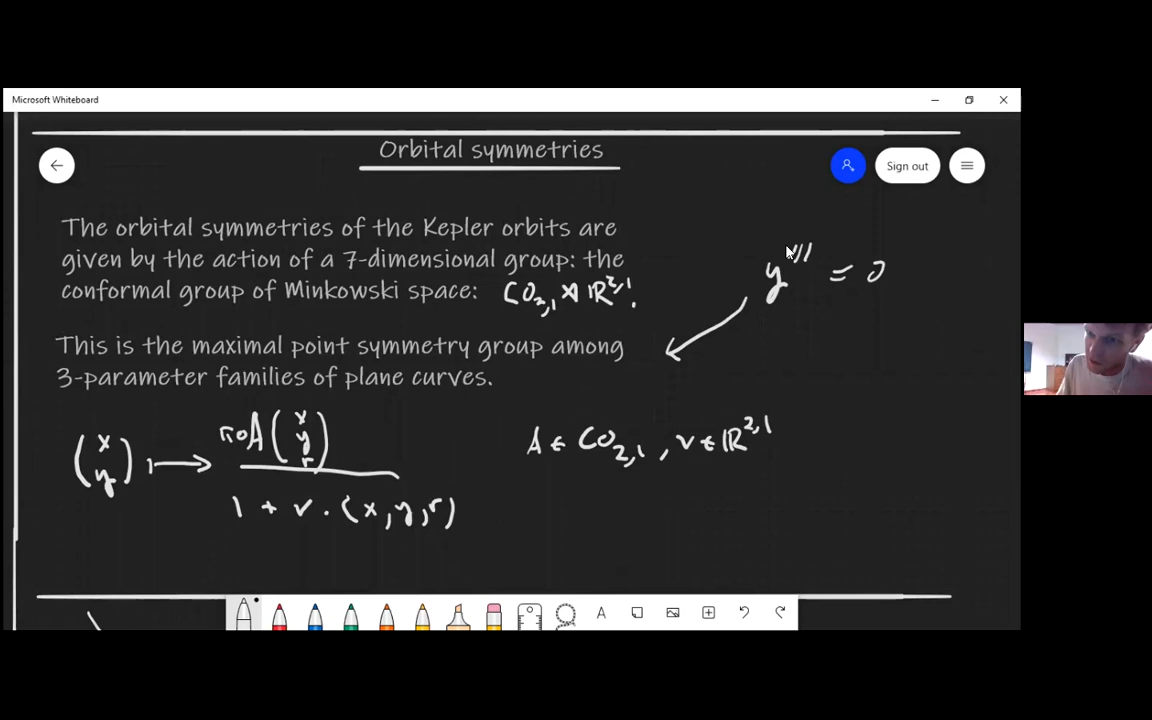 Microsoft Whiteboard
Orbital symmetries
Sign out
The orbital symmetries of the Kepler orbits are
given by the action of a 7-dimensional group: the
conformal group of Minkowski space: CO₂,₁ ⋊ ℝ²,¹.
y''' = 0
This is the maximal point symmetry group among
3-parameter families of plane curves.
(x y) ↦ π∘A(x y r) / 1 + v · (x, y, r)
A ∈ CO₂,₁, v ∈ ℝ²,¹
A